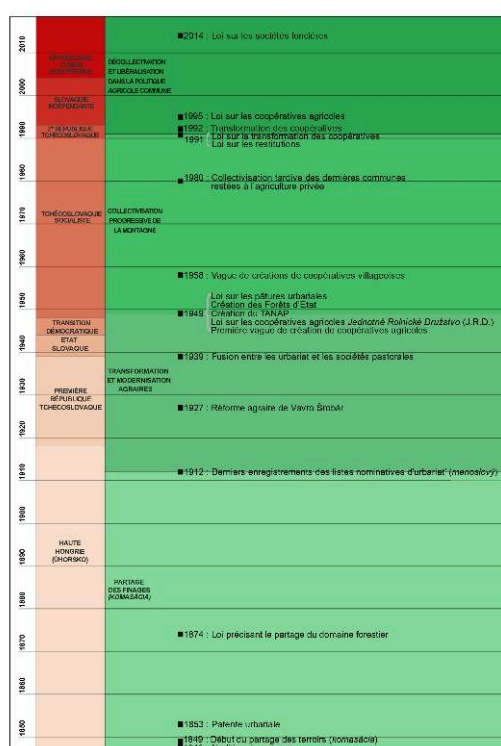 2010
2000
1990
1980
1970
1960
1950
1940
1930
1920
1910
1900
1890
1880
1870
1860
1850
SLOVAQUIE
INDÉPENDANTE
RÉPUBLIQUE
TCHÉCOSLOVAQUE
TCHÉCOSLOVAQUIE
SOCIALISTE
TRANSITION
DÉMOCRATIQUE
ETAT
SLOVAQUE
PREMIÈRE
RÉPUBLIQUE
TCHÉCOSLOVAQUE
HAUTE
HONGRIE
(ÜHORSKO)
DÉCOLLECTIVATION
ET LIBÉRALISATION
DANS LA POLITIQUE
AGRICOLE COMMUNE
COLLECTIVISATION
PROGRESSIVE DE
LA MONTAGNE
TRANSFORMATION
ET MODERNISATION
AGRAIRES
PARTAGE
DES FINAGES
(KOMASÁCIA)
2014 : Loi sur les sociétés foncières
1995 : Loi sur les coopératives agricoles
1992 : Transformation des coopératives
1991 Loi sur la transformation des coopératives
Loi sur les restitutions
1980 : Collectivisation tardive des dernières communes
restées à l'agriculture privée
1958 : Vague de créations de coopératives villageoises
Loi sur les pâtures urbariales
Création des Forêts d'Etat
1949 Création du TANAP
Loi sur les coopératives agricoles Jednotné Roľnické Družstvo (J.R.D.)
Première vague de création de coopératives agricoles
1939 : Fusion entre les urbariat et les sociétés pastorales
1927 : Réforme agraire de Vavro Šrobár
1912 : Derniers enregistrements des listes nominatives d'urbariat' (menoslový)
1874 : Loi précisant le partage du domaine forestier
1853 : Patente urbariale
1849 : Début du partage des terroirs (komasácia)